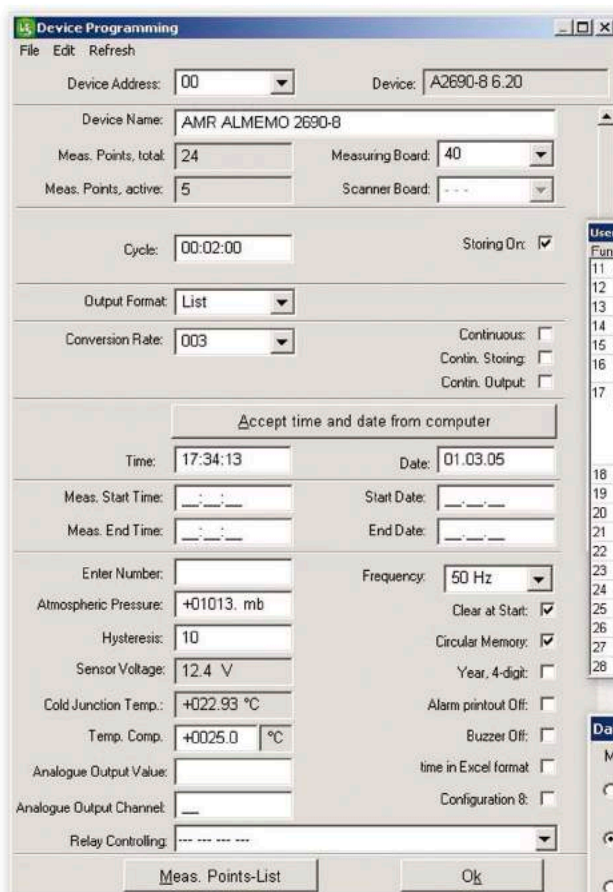 Device Programming
File Edit Refresh
Device Address: 00 Device: A2690-8 6.20
Device Name: AMR ALMEMO 2690-8
Meas. Points, total: 24 Measuring Board: 40
Meas. Points, active: 5 Scanner Board: - - -
Cycle: 00:02:00 Storing On:
Output Format: List
Conversion Rate: 003 Continuous:
Contin. Storing:
Contin. Output:
Accept time and date from computer
Time: 17:34:13 Date: 01.03.05
Meas. Start Time: __:__:__ Start Date: __.__.__
Meas. End Time: __:__:__ End Date: __.__.__
Enter Number: Frequency: 50 Hz
Atmospheric Pressure: +01013. mb Clear at Start:
Hysteresis: 10 Circular Memory:
Sensor Voltage: 12.4 V Year, 4-digit:
Cold Junction Temp.: +022.93 °C Alarm printout Off:
Temp. Comp. +0025.0 °C Buzzer Off:
Analogue Output Value: time in Excel format
Analogue Output Channel: __ Configuration 8:
Relay Controlling: --- --- --- ---
Meas. Points-List Ok
User
Fun
11
12
13
14
15
16
17
18
19
20
21
22
23
24
25
26
27
28
Da
M